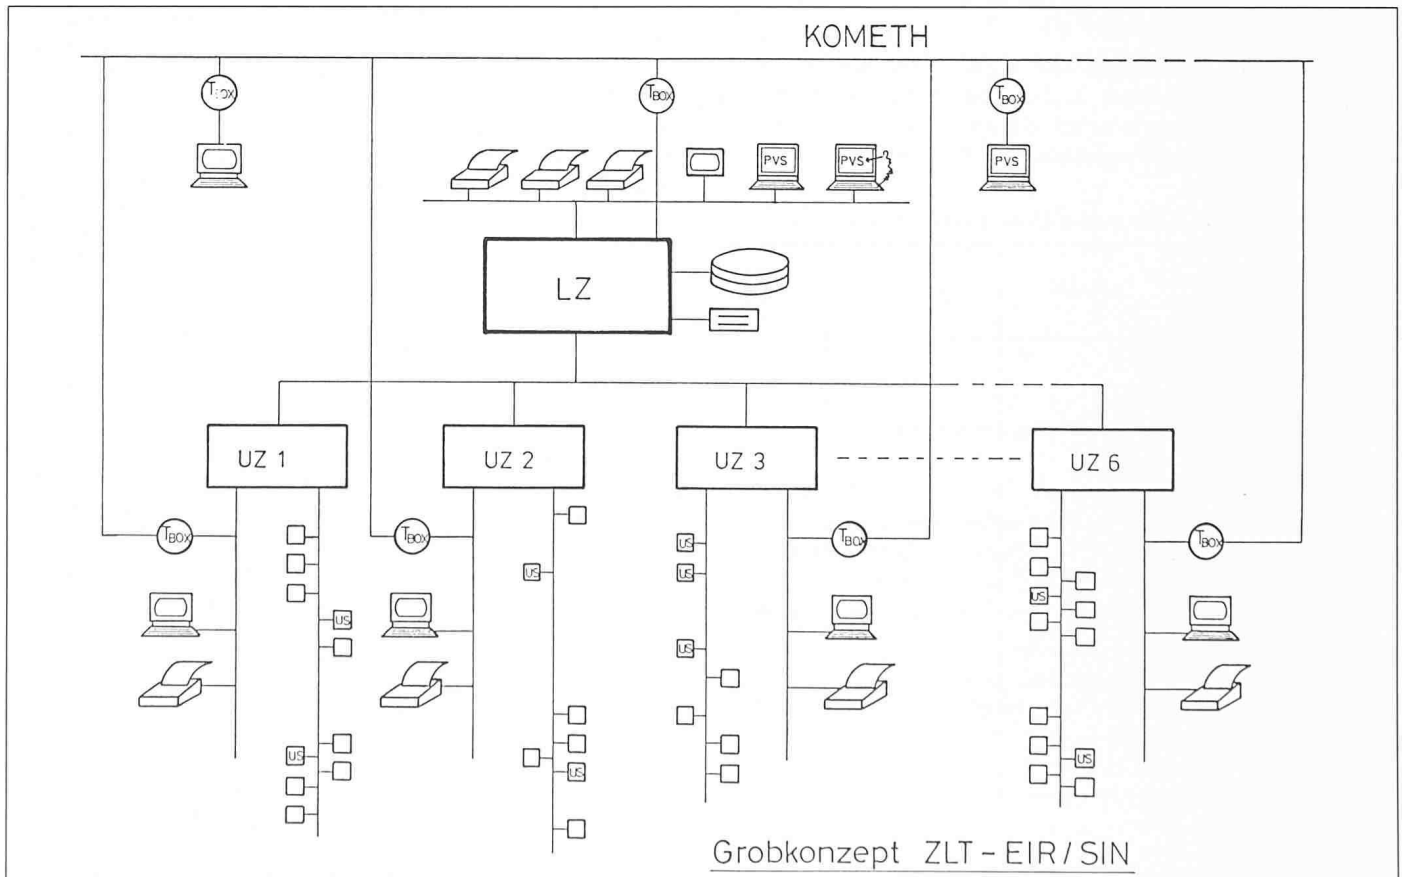 KOMETH
TBOX
TBOX
TBOX
PVS
PVS
PVS
LZ
UZ 1
UZ 2
UZ 3
UZ 6
TBOX
TBOX
TBOX
TBOX
US
US
US
US
US
US
US
US
US
Grobkonzept ZLT - EIR / SIN